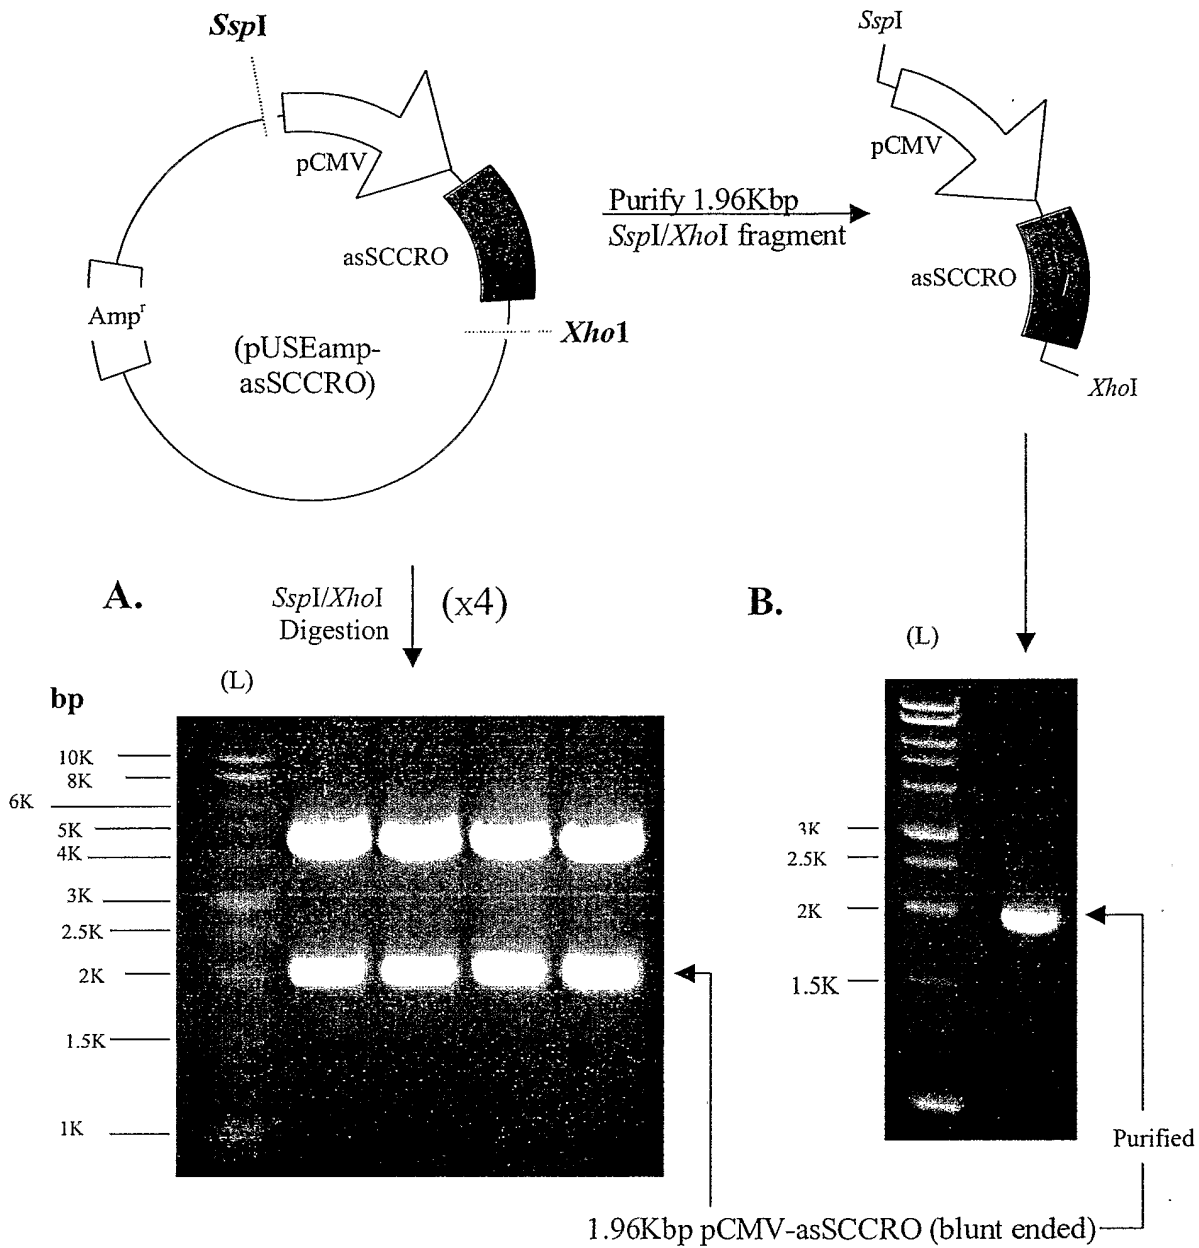 SspI
pCMV
asSCCRO
Ampr
(pUSEamp-
asSCCRO)
Xho1
Purify 1.96Kbp
SspI/XhoI fragment
SspI
pCMV
asSCCRO
XhoI
A.
SspI/XhoI
Digestion
(x4)
(L)
bp
10K
8K
6K
5K
4K
3K
2.5K
2K
1.5K
1K
B.
(L)
3K
2.5K
2K
1.5K
Purified
1.96Kbp pCMV-asSCCRO (blunt ended)